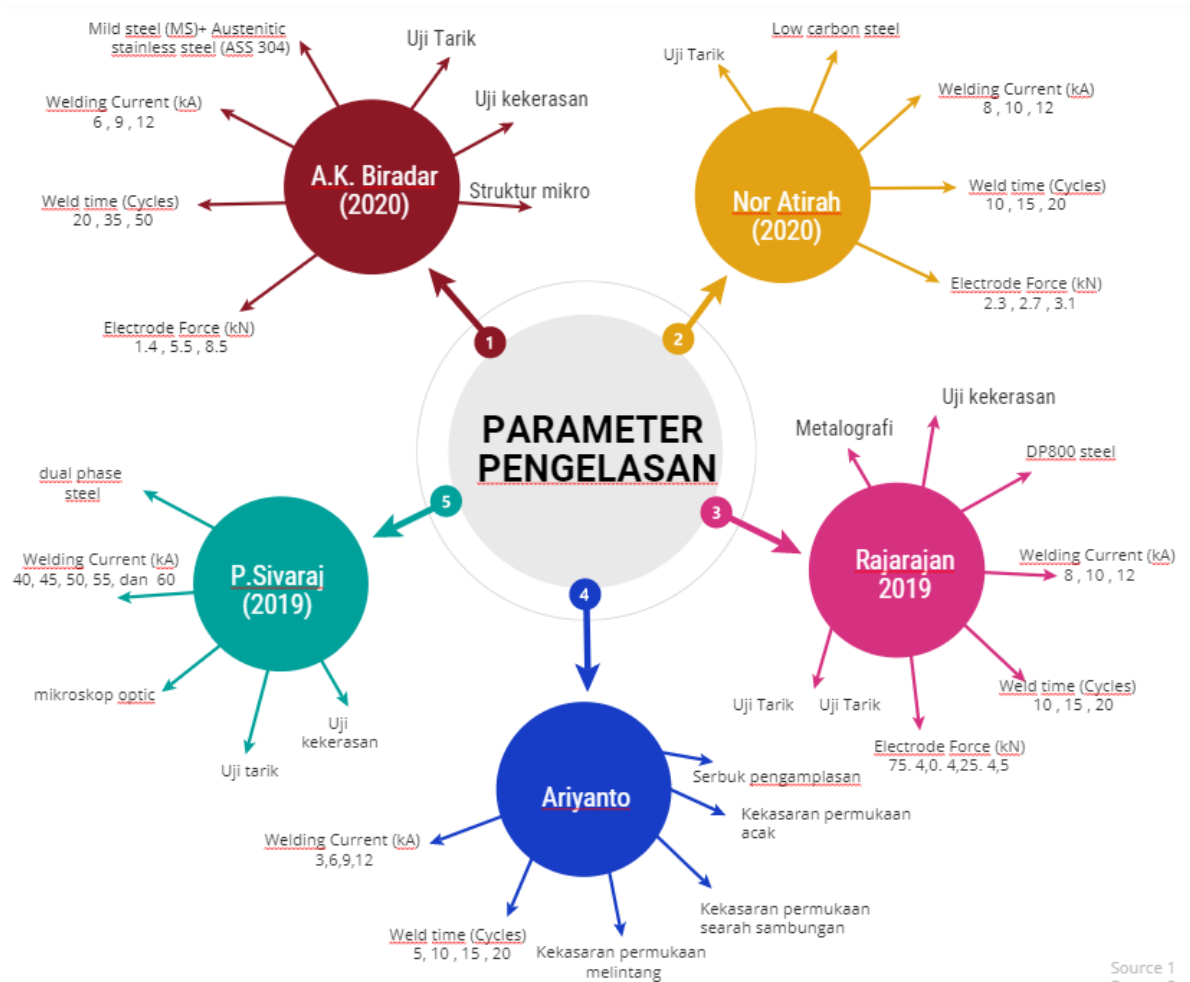 Mild steel (MS)+ Austenitic
stainless steel (ASS 304)
Uji Tarik
Uji kekerasan
Struktur mikro
Welding Current (kA)
6 , 9 , 12
Weld time (Cycles)
20 , 35 , 50
Electrode Force (kN)
1.4 , 5.5 , 8.5
A.K. Biradar
(2020)
1
Uji Tarik
Low carbon steel
Welding Current (kA)
8 , 10 , 12
Weld time (Cycles)
10 , 15 , 20
Electrode Force (kN)
2.3 , 2.7 , 3.1
Nor Atirah
(2020)
2
PARAMETER
PENGELASAN
Metalografi
Uji kekerasan
DP800 steel
Welding Current (kA)
8 , 10 , 12
Weld time (Cycles)
10 , 15 , 20
Electrode Force (kN)
75. 4,0. 4,25. 4,5
Uji Tarik
Uji Tarik
Rajarajan
2019
3
Ariyanto
4
Serbuk pengamplasan
Kekasaran permukaan
acak
Kekasaran permukaan
searah sambungan
Kekasaran permukaan
melintang
Weld time (Cycles)
5, 10 , 15 , 20
Welding Current (kA)
3,6,9,12
5
P.Sivaraj
(2019)
dual phase
steel
Welding Current (kA)
40, 45, 50, 55, dan 60
mikroskop optic
Uji tarik
Uji
kekerasan
Source 1